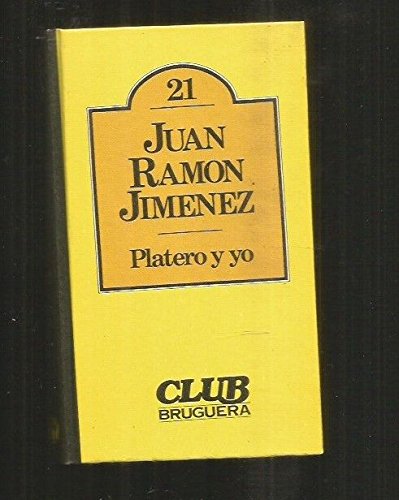 21
JUAN
RAMON
JIMENEZ
Platero y yo
CLUB
BRUGUERA